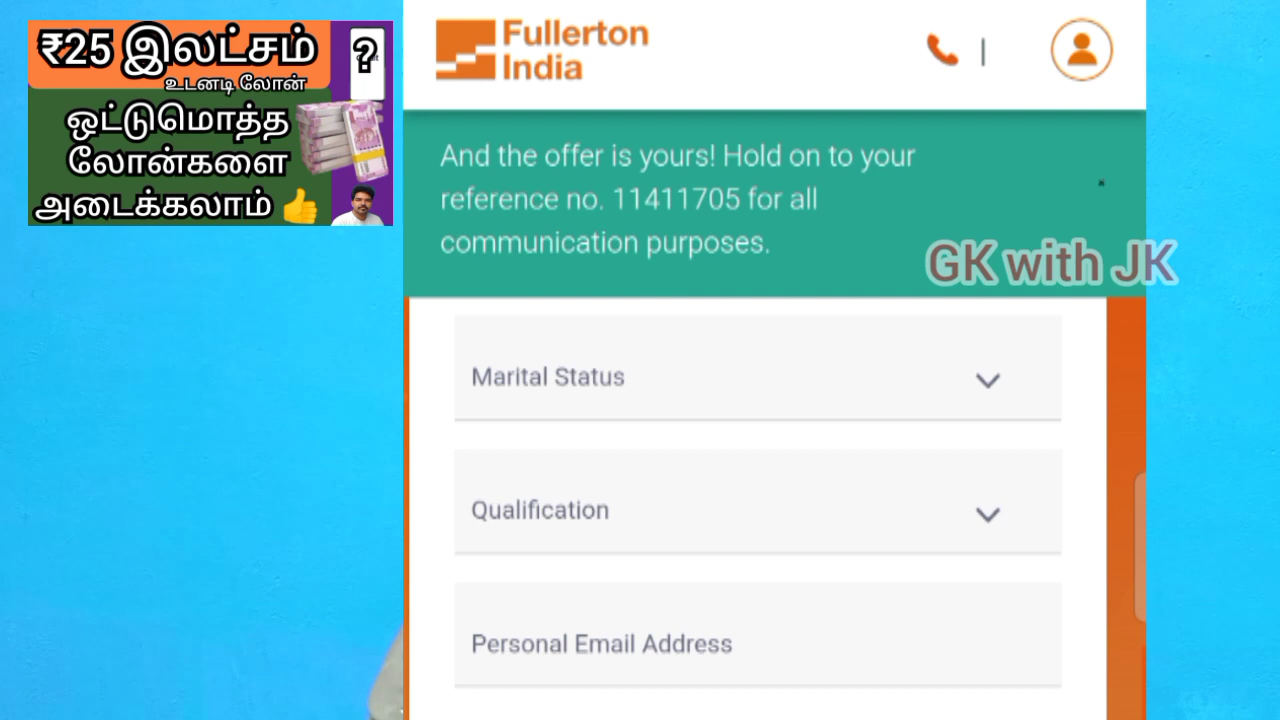 ₹25 இலட்சம்
உடனடி லோன்
ஒட்டுமொத்த
லோன்களை
அடைக்கலாம்
?
Fullerton
India
And the offer is yours! Hold on to your
reference no. 11411705 for all
communication purposes.
GK with JK
Marital Status
Qualification
Personal Email Address